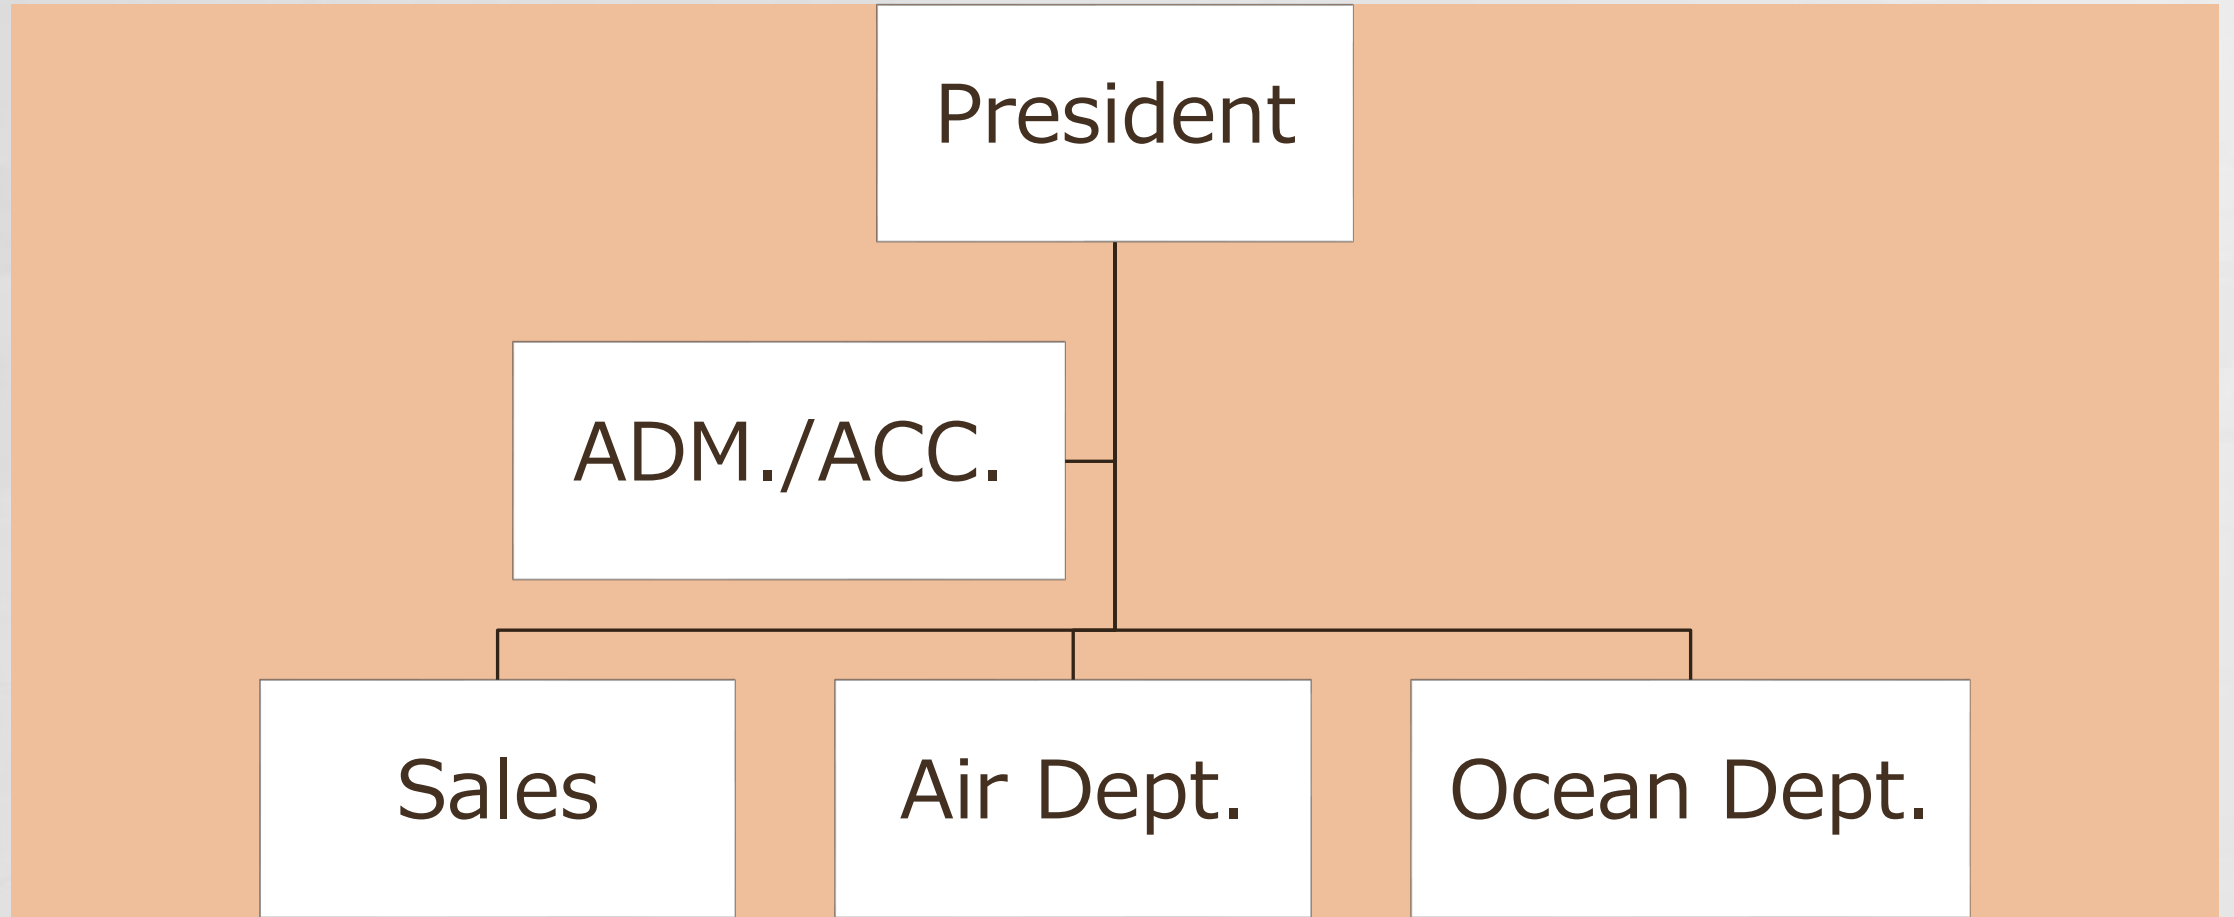 President
ADM./ACC.
Sales
Air Dept.
Ocean Dept.